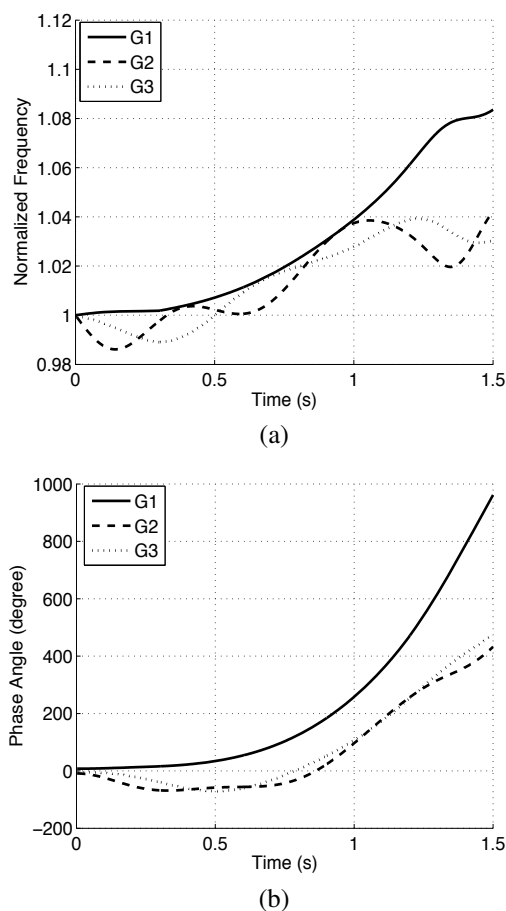 1.12
1.1
1.08
1.06
1.04
1.02
1
0.98
Normalized Frequency
G1
G2
G3
0
0.5
1
1.5
Time (s)
(a)
1000
800
600
400
200
0
−200
Phase Angle (degree)
G1
G2
G3
0
0.5
1
1.5
Time (s)
(b)